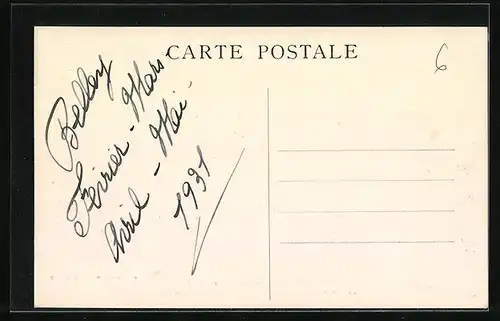 CARTE POSTALE
6
Belley
Février - Mars
Avril - Mai
1931